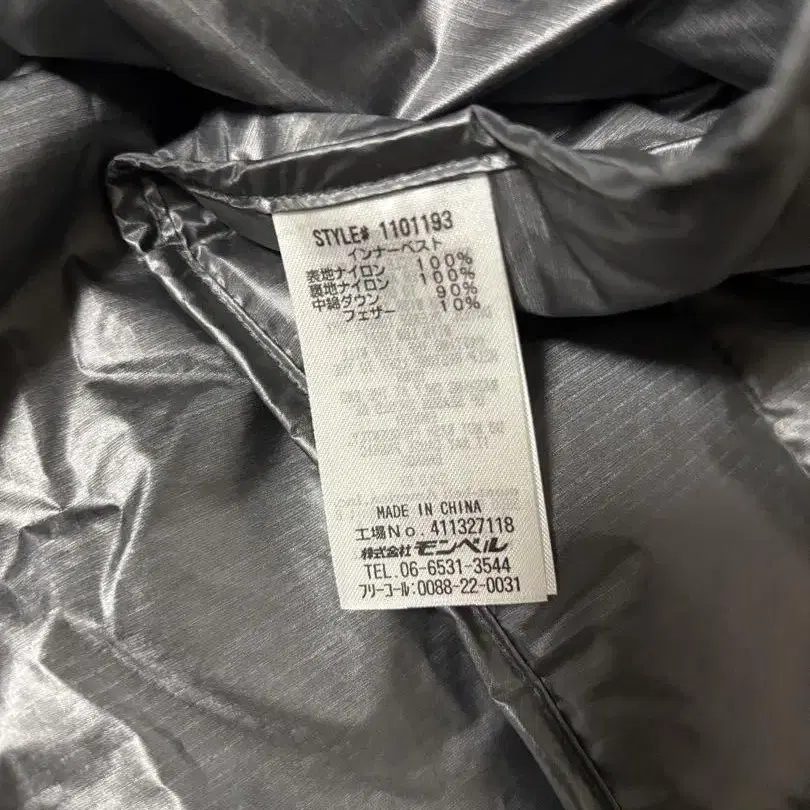 STYLE# 1101193
インナーベスト
表地ナイロン 100%
裏地ナイロン 100%
中綿ダウン 90%
フェザー 10%
MADE IN CHINA
工場No. 411327118
株式会社 モンベル
TEL.06-6531-3544
フリーコール:0088-22-0031